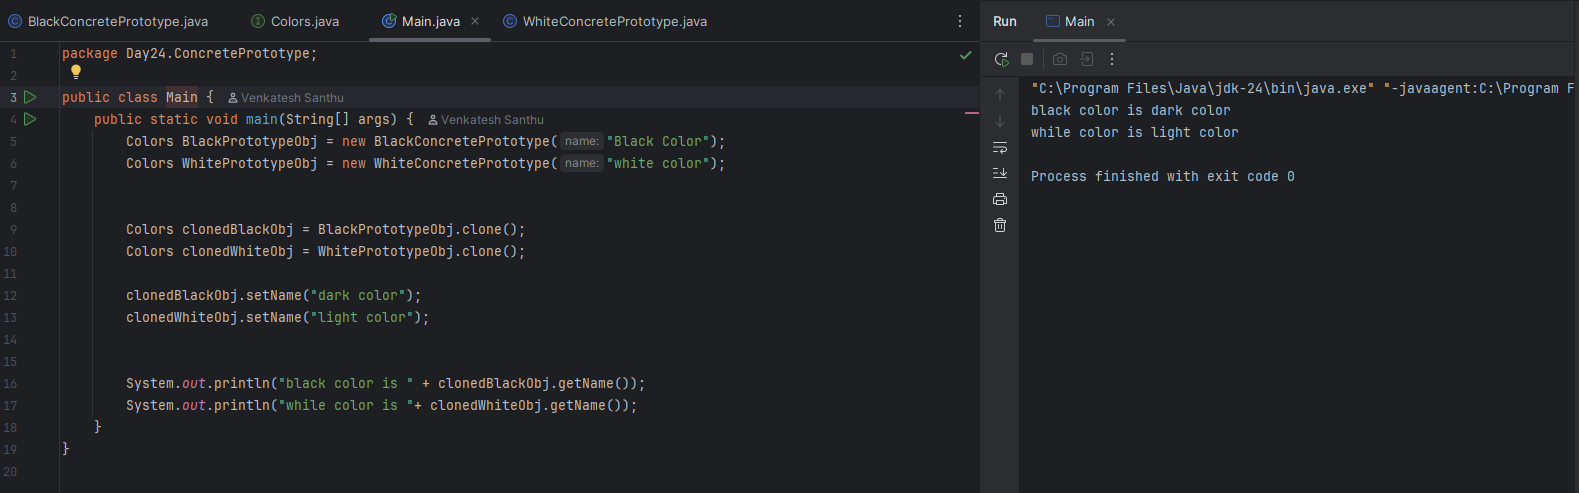 BlackConcretePrototype.java Colors.java Main.java WhiteConcretePrototype.java
1 package Day24.ConcretePrototype;
2
3 public class Main { Venkatesh Santhu
4 public static void main(String[] args) { Venkatesh Santhu
5 Colors BlackPrototypeObj = new BlackConcretePrototype( name: "Black Color");
6 Colors WhitePrototypeObj = new WhiteConcretePrototype( name: "white color");
7
8
9 Colors clonedBlackObj = BlackPrototypeObj.clone();
10 Colors clonedWhiteObj = WhitePrototypeObj.clone();
11
12 clonedBlackObj.setName("dark color");
13 clonedWhiteObj.setName("light color");
14
15
16 System.out.println("black color is " + clonedBlackObj.getName());
17 System.out.println("while color is "+ clonedWhiteObj.getName());
18 }
19 }
20
Run Main
"C:\Program Files\Java\jdk-24\bin\java.exe" "-javaagent:C:\Program F
black color is dark color
while color is light color
Process finished with exit code 0